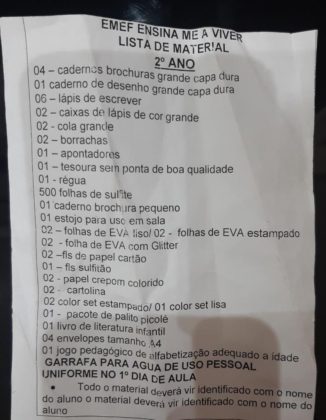 EMEF ENSINA ME A VIVER
LISTA DE MATERIAL
2º ANO
04 – cadernos brochuras grande capa dura
01 caderno de desenho grande capa dura
06 – lápis de escrever
02 – caixas de lápis de cor grande
02 - cola grande
02 – borrachas
01 – apontadores
01 – tesoura sem ponta de boa qualidade
01 - régua
500 folhas de sulfite
01 caderno brochura pequeno
01 estojo para uso em sala
02 – folhas de EVA liso/ 02 - folhas de EVA estampado
02 - folha de EVA com Glitter
02 –fls de papel cartão
01 – fls sulfitão
02 - papel crepom colorido
02 - cartolina
02 color set estampado/ 01 color set lisa
01 - pacote de palito picolé
01 livro de literatura infantil
04 envelopes tamanho A4
01 jogo pedagógico de alfabetização adequado a idade
GARRAFA PARA AGUA DE USO PESSOAL
UNIFORME NO 1º DIA DE AULA
• Todo o material deverá vir identificado com o nome
do aluno o material deverá vir identificado com o nome do
aluno